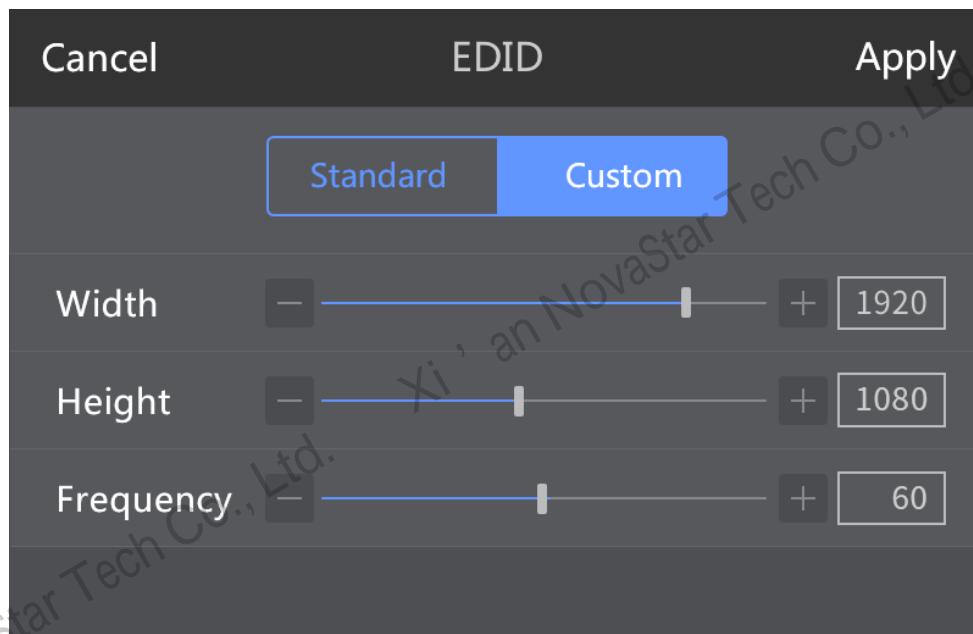 Cancel EDID Apply
Standard Custom
Width − + 1920
Height − + 1080
Frequency − + 60
Xi’an NovaStar Tech Co., Ltd.
Tech Co., Ltd.